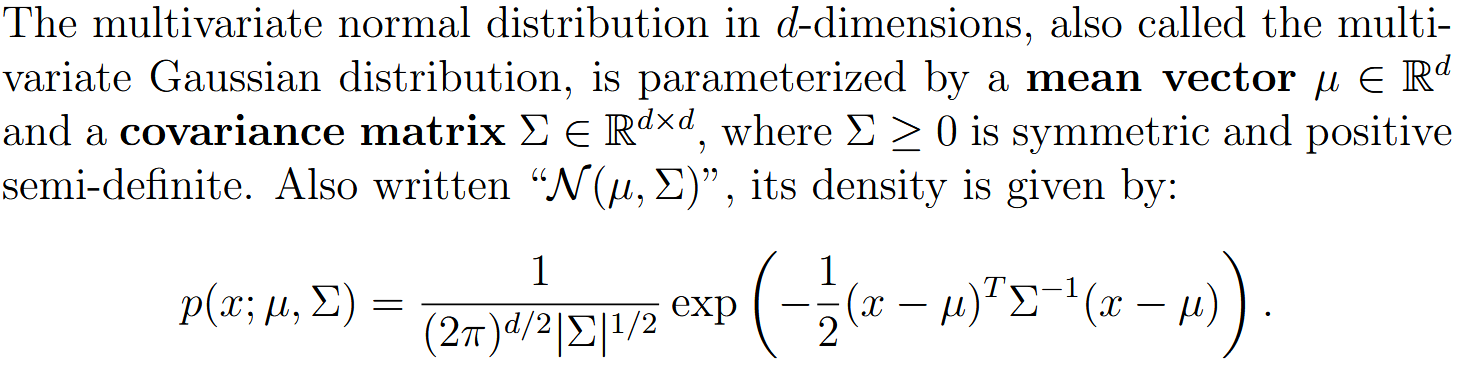 The multivariate normal distribution in d-dimensions, also called the multi-
variate Gaussian distribution, is parameterized by a mean vector μ ∈ ℝ^d
and a covariance matrix Σ ∈ ℝ^{d×d}, where Σ ≥ 0 is symmetric and positive
semi-definite. Also written “𝒩(μ, Σ)”, its density is given by:
p(x; μ, Σ) = \frac{1}{(2π)^{d/2}|Σ|^{1/2}} exp(−\frac{1}{2}(x − μ)^T Σ^{−1}(x − μ)).